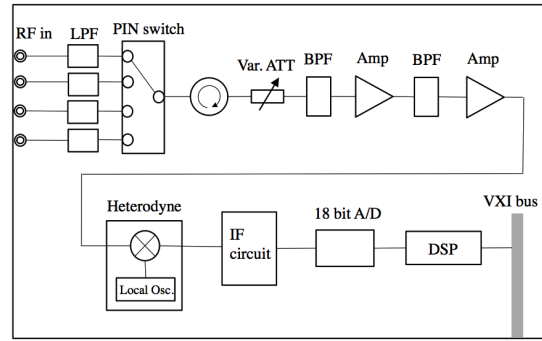 RF in
LPF
PIN switch
Var. ATT
BPF
Amp
BPF
Amp
Heterodyne
Local Osc.
IF
circuit
18 bit A/D
DSP
VXI bus